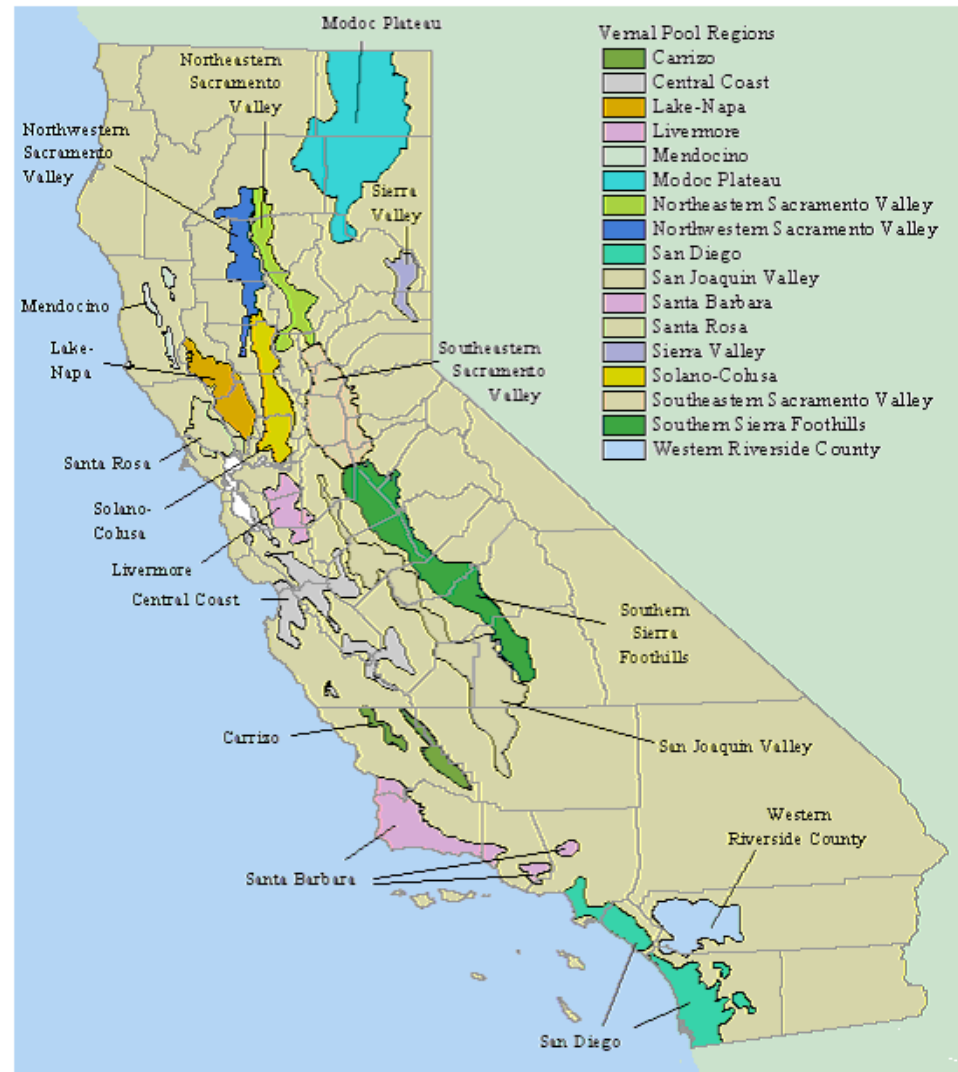 Modoc Plateau
Northeastern
Sacramento
Valley
Northwestern
Sacramento
Valley
Sierra
Valley
Mendocino
Lake-
Napa
Southeastern
Sacramento
Valley
Santa Rosa
Solano-
Colusa
Livermore
Central Coast
Southern
Sierra
Foothills
Carrizo
San Joaquin Valley
Western
Riverside County
Santa Barbara
San Diego
Vernal Pool Regions
Carrizo
Central Coast
Lake-Napa
Livermore
Mendocino
Modoc Plateau
Northeastern Sacramento Valley
Northwestern Sacramento Valley
San Diego
San Joaquin Valley
Santa Barbara
Santa Rosa
Sierra Valley
Solano-Colusa
Southeastern Sacramento Valley
Southern Sierra Foothills
Western Riverside County